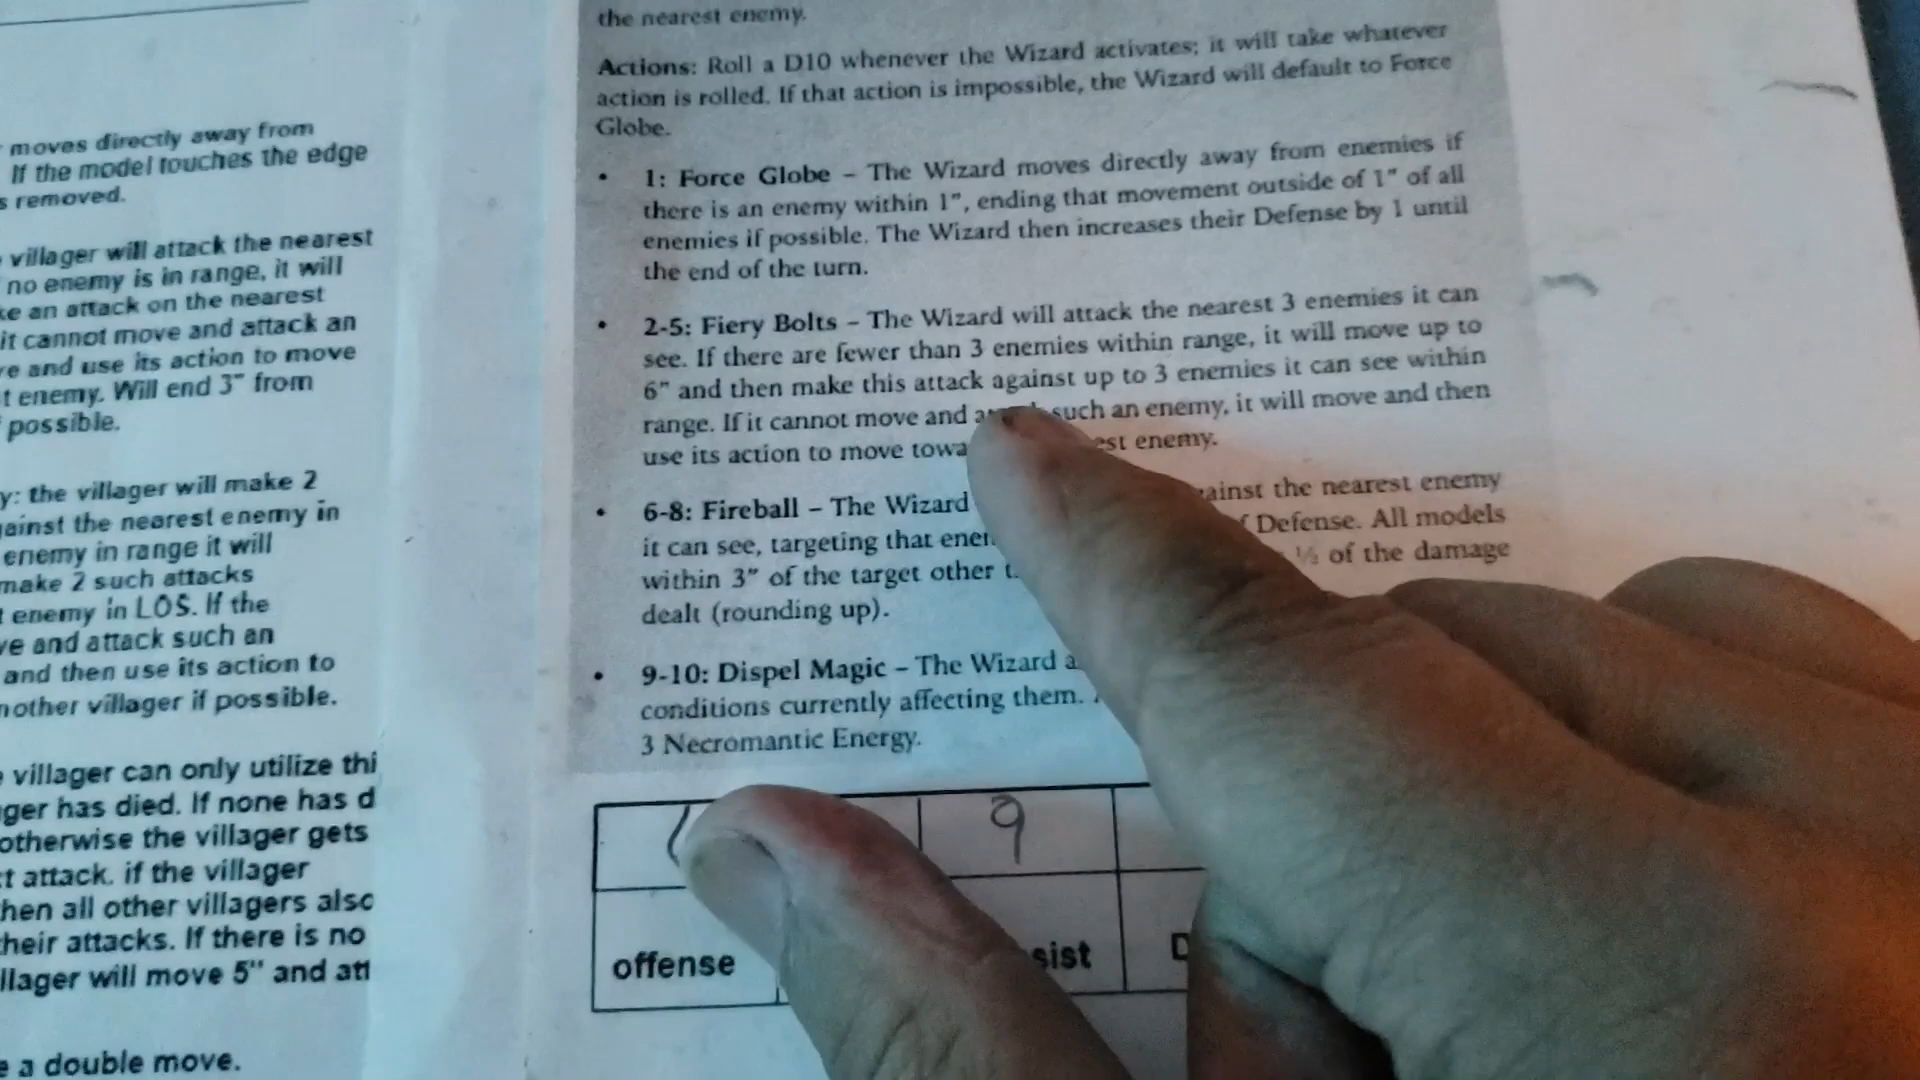 moves directly away from
If the model touches the edge
s removed.
villager will attack the nearest
no enemy is in range, it will
ke an attack on the nearest
it cannot move and attack an
ve and use its action to move
t enemy. Will end 3" from
possible.
y: the villager will make 2
gainst the nearest enemy in
enemy in range it will
make 2 such attacks
t enemy in LOS. If the
ve and attack such an
and then use its action to
nother villager if possible.
villager can only utilize thi
ger has died. If none has d
otherwise the villager gets
t attack. if the villager
hen all other villagers also
heir attacks. If there is no
llager will move 5" and att
e a double move.
the nearest enemy.
Actions: Roll a D10 whenever the Wizard activates; it will take whatever
action is rolled. If that action is impossible, the Wizard will default to Force
Globe.
• 1: Force Globe – The Wizard moves directly away from enemies if
there is an enemy within 1", ending that movement outside of 1" of all
enemies if possible. The Wizard then increases their Defense by 1 until
the end of the turn.
• 2-5: Fiery Bolts – The Wizard will attack the nearest 3 enemies it can
see. If there are fewer than 3 enemies within range, it will move up to
6" and then make this attack against up to 3 enemies it can see within
range. If it cannot move and such an enemy, it will move and then
use its action to move towa est enemy.
• 6-8: Fireball – The Wizard ainst the nearest enemy
it can see, targeting that ene f Defense. All models
within 3" of the target other t ½ of the damage
dealt (rounding up).
• 9-10: Dispel Magic – The Wizard a
conditions currently affecting them.
3 Necromantic Energy.
9
offense sist D